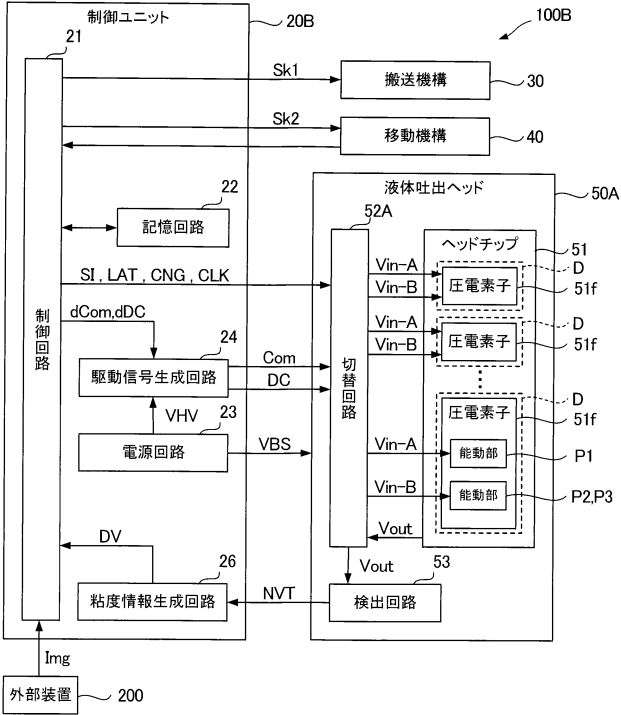 制御ユニット
20B
100B
21
Sk1
搬送機構
30
Sk2
移動機構
40
22
記憶回路
液体吐出ヘッド
50A
52A
ヘッドチップ
51
SI , LAT , CNG , CLK
Vin-A
D
Vin-B
圧電素子
51f
制御回路
dCom,dDC
Vin-A
D
Vin-B
圧電素子
51f
24
駆動信号生成回路
Com
DC
切替回路
D
圧電素子
51f
VHV
23
電源回路
VBS
Vin-A
能動部
P1
Vin-B
能動部
P2,P3
Vout
DV
Vout
26
粘度情報生成回路
NVT
53
検出回路
Img
外部装置
200